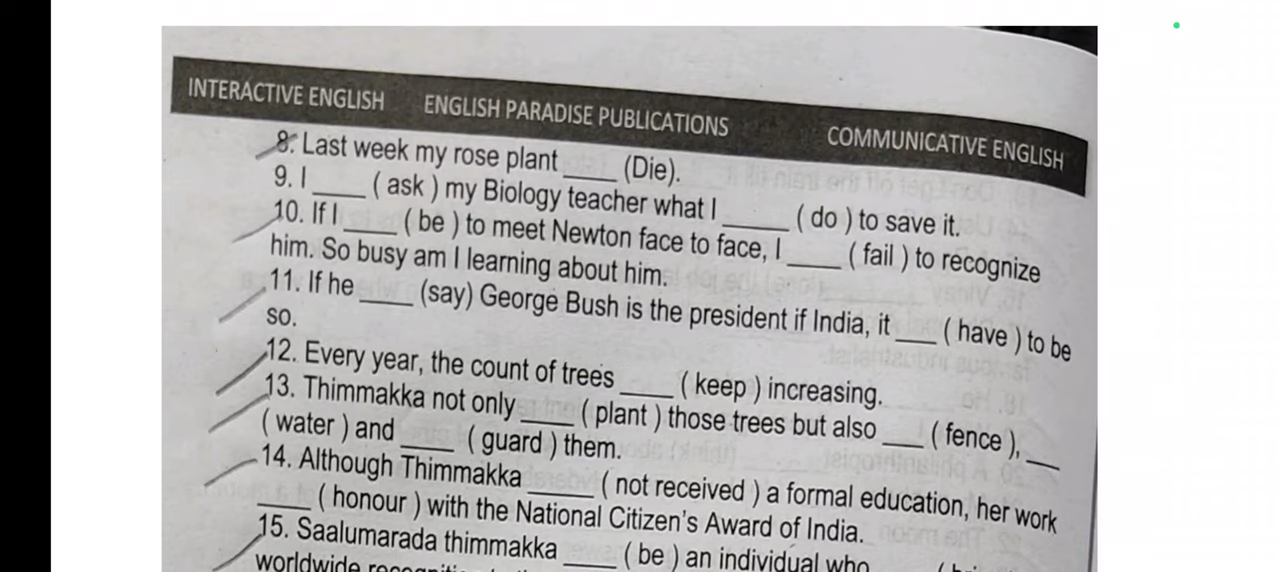 INTERACTIVE ENGLISH ENGLISH PARADISE PUBLICATIONS COMMUNICATIVE ENGLISH
8. Last week my rose plant ____ (Die).
9. I ____ ( ask ) my Biology teacher what I _____ ( do ) to save it.
10. If I ____ ( be ) to meet Newton face to face, I ____ ( fail ) to recognize
him. So busy am I learning about him.
11. If he ____ (say) George Bush is the president if India, it ___ ( have ) to be
so.
12. Every year, the count of trees ____ ( keep ) increasing.
13. Thimmakka not only ____ ( plant ) those trees but also ___ ( fence ), ___
( water ) and ____ ( guard ) them.
14. Although Thimmakka _____ ( not received ) a formal education, her work
____ ( honour ) with the National Citizen's Award of India.
15. Saalumarada thimmakka ____ ( be ) an individual who
worldwide